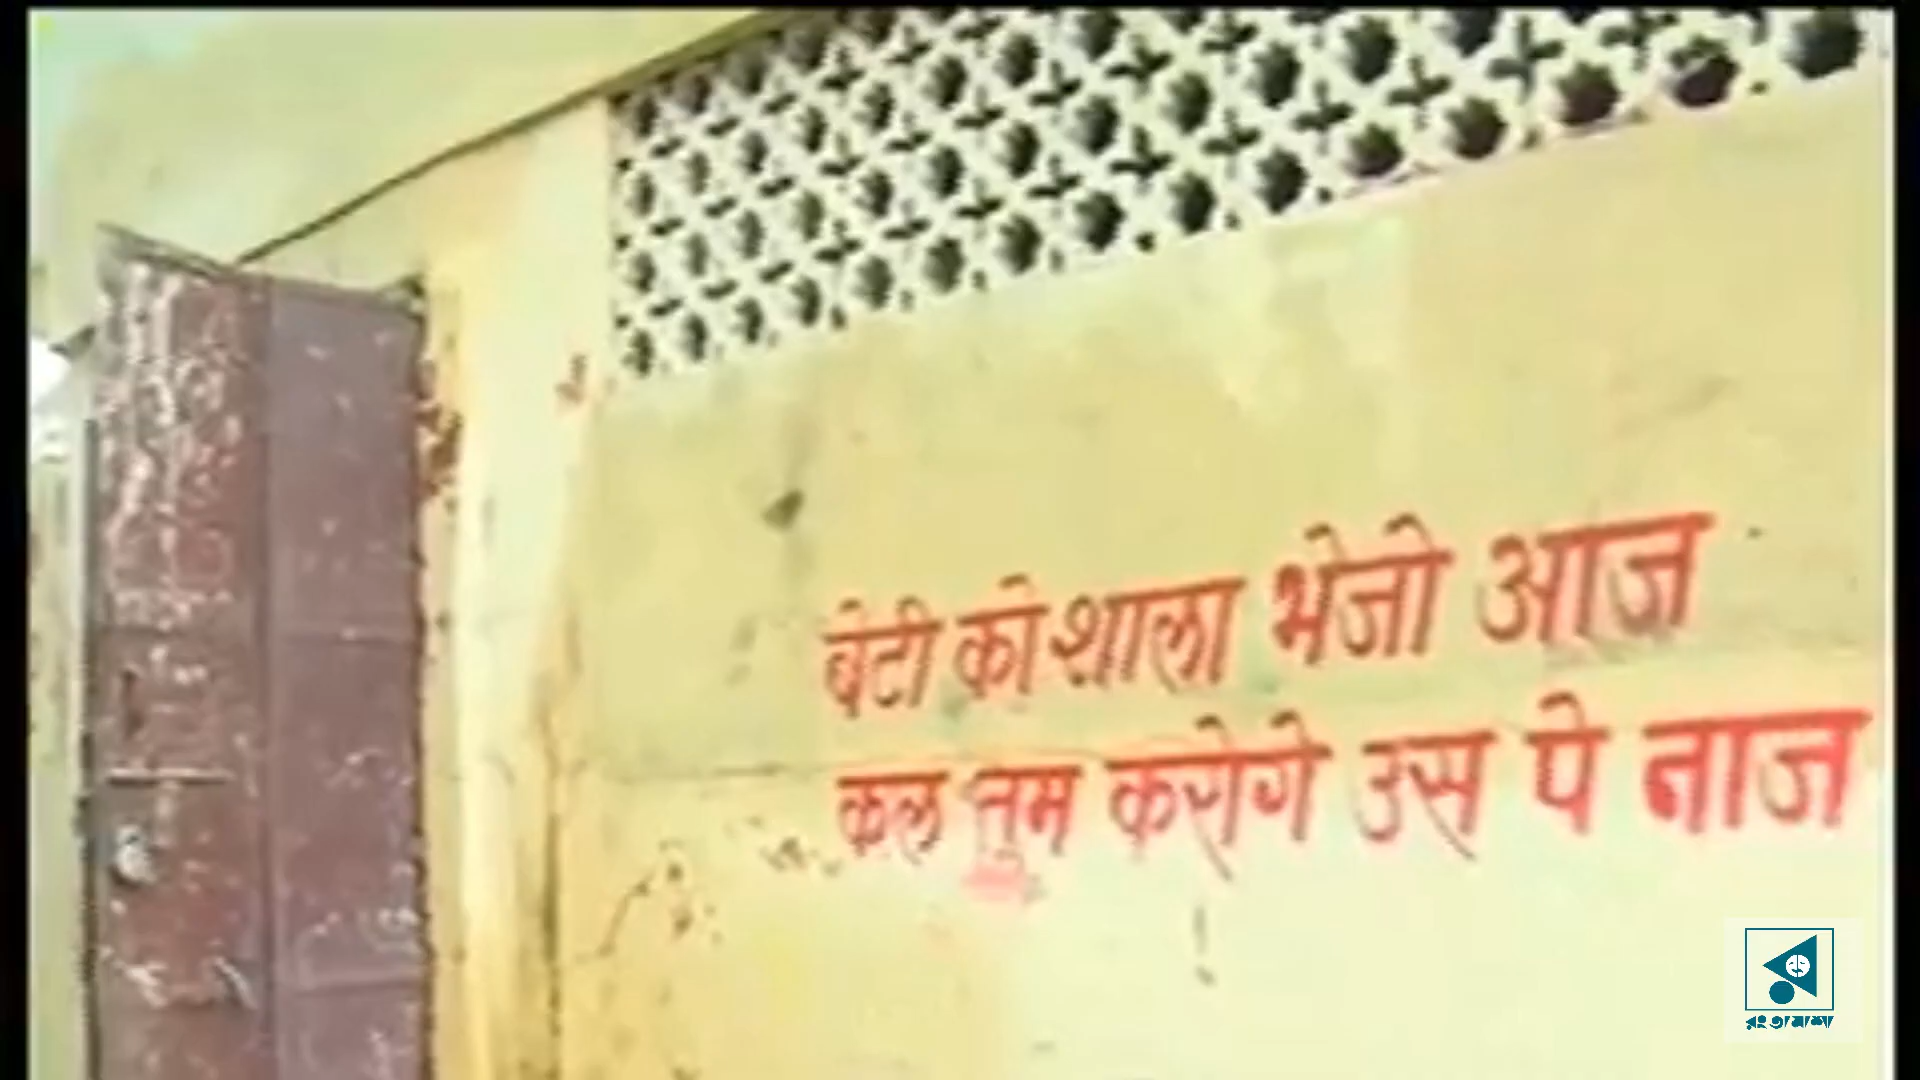 बेटी को शाला भेजो आज
कल तुम करोगे उस पे नाज
রংতামাশা